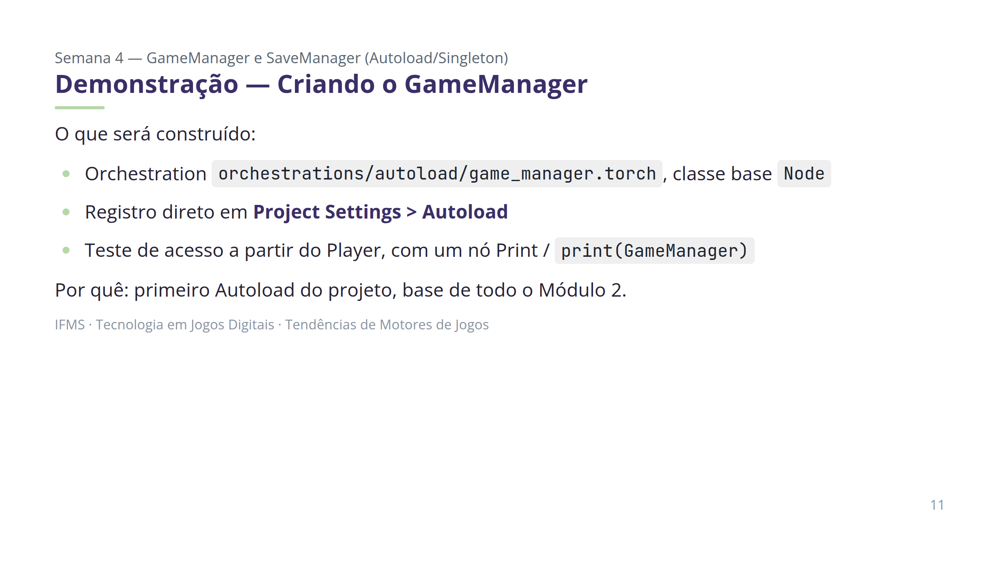 Semana 4 — GameManager e SaveManager (Autoload/Singleton)
Demonstração — Criando o GameManager
O que será construído:
Orchestration orchestrations/autoload/game_manager.torch, classe base Node
Registro direto em Project Settings > Autoload
Teste de acesso a partir do Player, com um nó Print / print(GameManager)
Por quê: primeiro Autoload do projeto, base de todo o Módulo 2.
IFMS · Tecnologia em Jogos Digitais · Tendências de Motores de Jogos
11